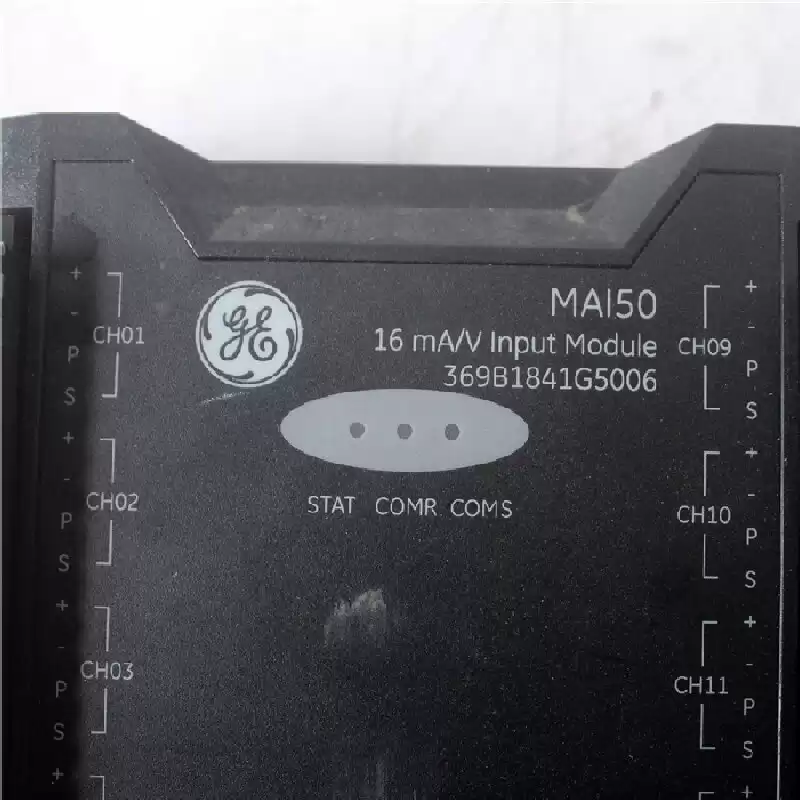 GE
MAI50
16 mA/V Input Module
369B1841G5006
STAT COMR COMS
+
-
P
S
CH01
+
-
P
S
CH02
+
-
P
S
CH03
+
+
-
P
S
CH09
+
-
P
S
CH10
+
-
P
S
CH11
+